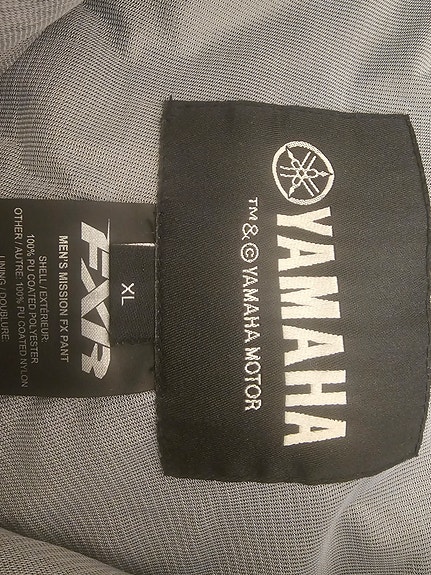 YAMAHA
™ & © YAMAHA MOTOR
XL
FXR
MEN'S MISSION FX PANT
SHELL / EXTÉRIEUR:
100% PU COATED POLYESTER
OTHER / AUTRE: 100% PU COATED NYLON
LINING / DOUBLURE: